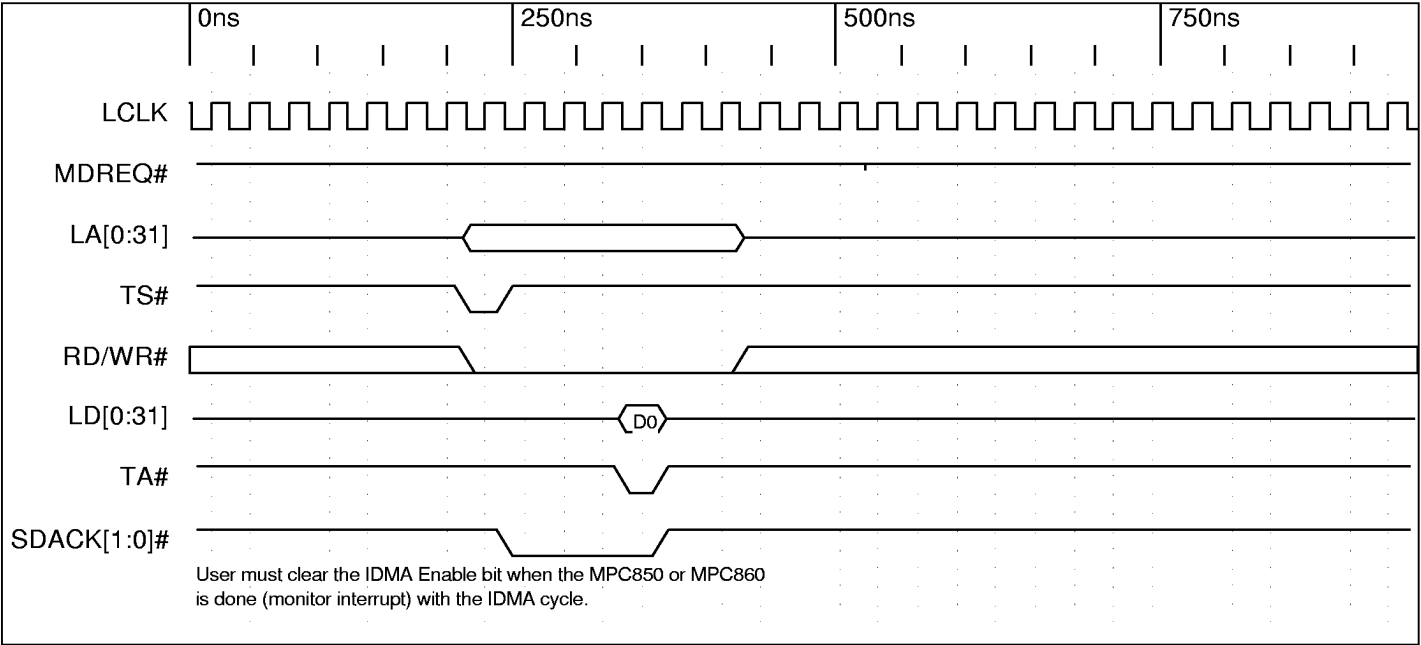 0ns 250ns 500ns 750ns
LCLK
MDREQ#
LA[0:31]
TS#
RD/WR#
LD[0:31] D0
TA#
SDACK[1:0]#
User must clear the IDMA Enable bit when the MPC850 or MPC860
is done (monitor interrupt) with the IDMA cycle.